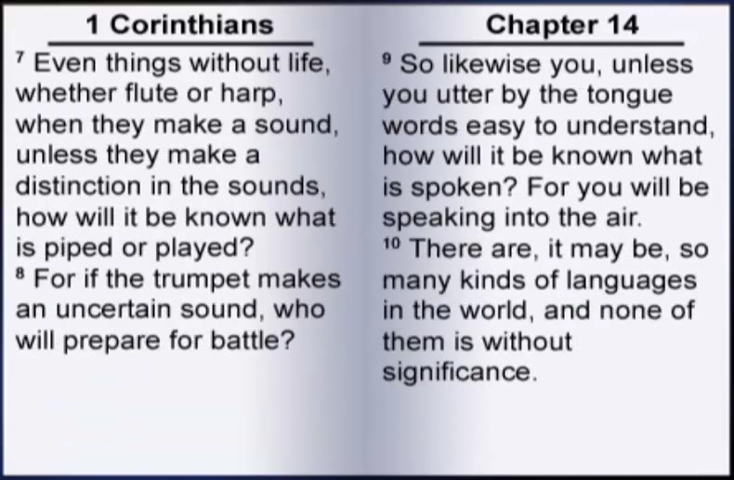 1 Corinthians
⁷ Even things without life,
whether flute or harp,
when they make a sound,
unless they make a
distinction in the sounds,
how will it be known what
is piped or played?
⁸ For if the trumpet makes
an uncertain sound, who
will prepare for battle?
Chapter 14
⁹ So likewise you, unless
you utter by the tongue
words easy to understand,
how will it be known what
is spoken? For you will be
speaking into the air.
¹⁰ There are, it may be, so
many kinds of languages
in the world, and none of
them is without
significance.